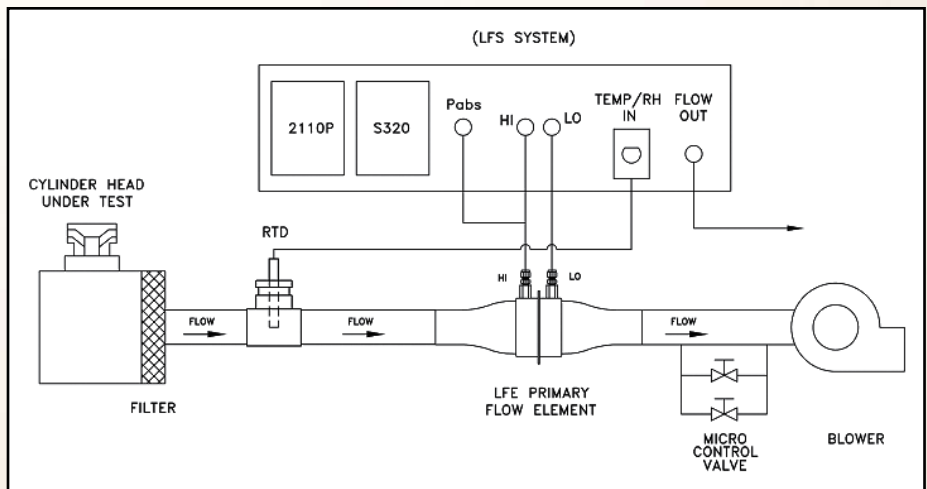 (LFS SYSTEM)
2110P
S320
Pabs
HI
LO
TEMP/RH
IN
FLOW
OUT
CYLINDER HEAD
UNDER TEST
RTD
HI
LO
FLOW
FLOW
FLOW
FILTER
LFE PRIMARY
FLOW ELEMENT
MICRO
CONTROL
VALVE
BLOWER